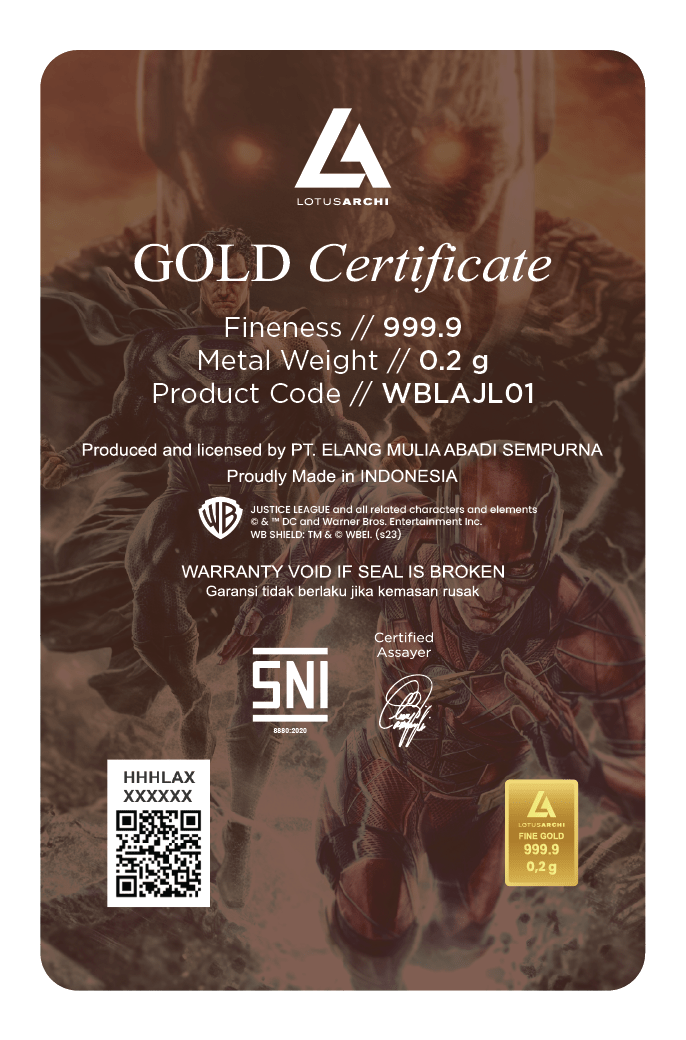 LOTUSARCHI
GOLD Certificate
Fineness // 999.9
Metal Weight // 0.2 g
Product Code // WBLAJL01
Produced and licensed by PT. ELANG MULIA ABADI SEMPURNA
Proudly Made in INDONESIA
WB
JUSTICE LEAGUE and all related characters and elements
© & ™ DC and Warner Bros. Entertainment Inc.
WB SHIELD: TM & © WBEI. (s23)
WARRANTY VOID IF SEAL IS BROKEN
Garansi tidak berlaku jika kemasan rusak
Certified
Assayer
SNI
8880:2020
HHHLAX
XXXXXX
LOTUSARCHI
FINE GOLD
999.9
0,2 g